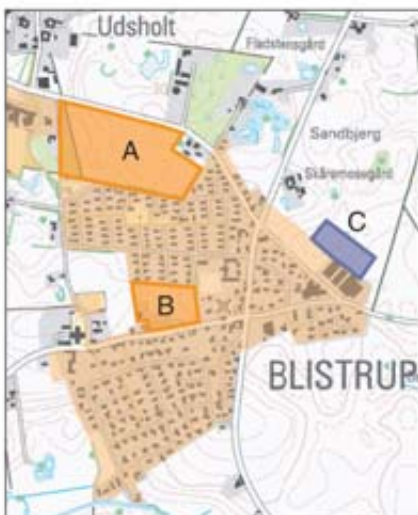 Udsholt
Fladstensgård
A
Sandbjerg
Skåremosegård
C
B
BLISTRUP